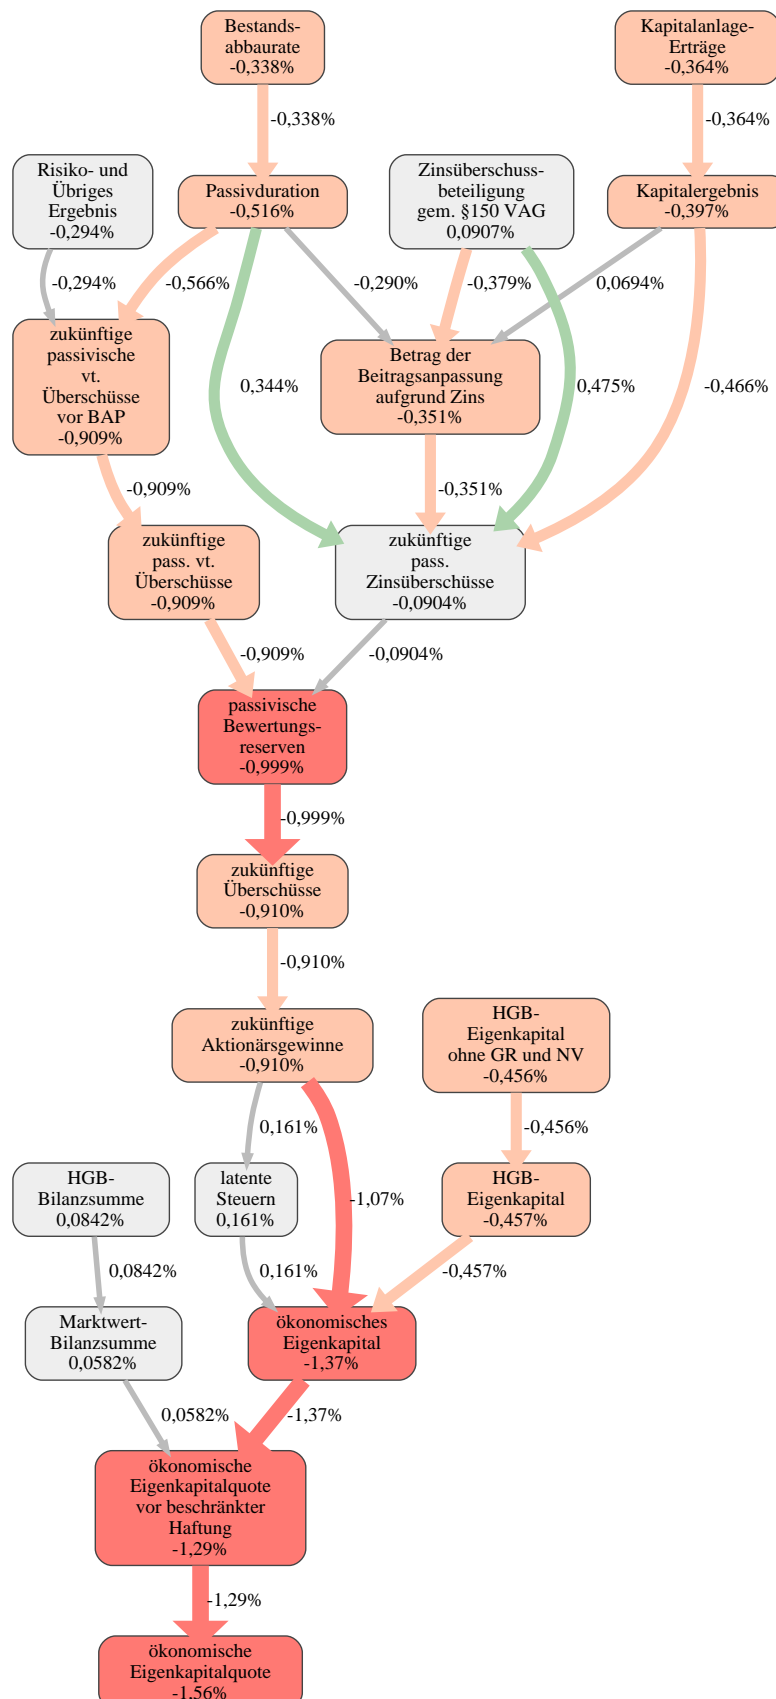 Bestands-
abbaurate
-0,338%
Kapitalanlage-
Erträge
-0,364%
-0,338%
-0,364%
Risiko- und
Übriges
Ergebnis
-0,294%
Passivduration
-0,516%
Zinsüberschuss-
beteiligung
gem. §150 VAG
0,0907%
Kapitalergebnis
-0,397%
-0,294%
-0,566%
-0,290%
-0,379%
0,0694%
zukünftige
passivische
vt.
Überschüsse
vor BAP
-0,909%
0,344%
Betrag der
Beitragsanpassung
aufgrund Zins
-0,351%
0,475%
-0,466%
-0,909%
-0,351%
zukünftige
pass. vt.
Überschüsse
-0,909%
zukünftige
pass.
Zinsüberschüsse
-0,0904%
-0,909%
-0,0904%
passivische
Bewertungs-
reserven
-0,999%
-0,999%
zukünftige
Überschüsse
-0,910%
-0,910%
zukünftige
Aktionärsgewinne
-0,910%
HGB-
Eigenkapital
ohne GR und NV
-0,456%
0,161%
-0,456%
HGB-
Bilanzsumme
0,0842%
latente
Steuern
0,161%
-1,07%
HGB-
Eigenkapital
-0,457%
0,0842%
0,161%
-0,457%
Marktwert-
Bilanzsumme
0,0582%
ökonomisches
Eigenkapital
-1,37%
0,0582%
-1,37%
ökonomische
Eigenkapitalquote
vor beschränkter
Haftung
-1,29%
-1,29%
ökonomische
Eigenkapitalquote
-1,56%